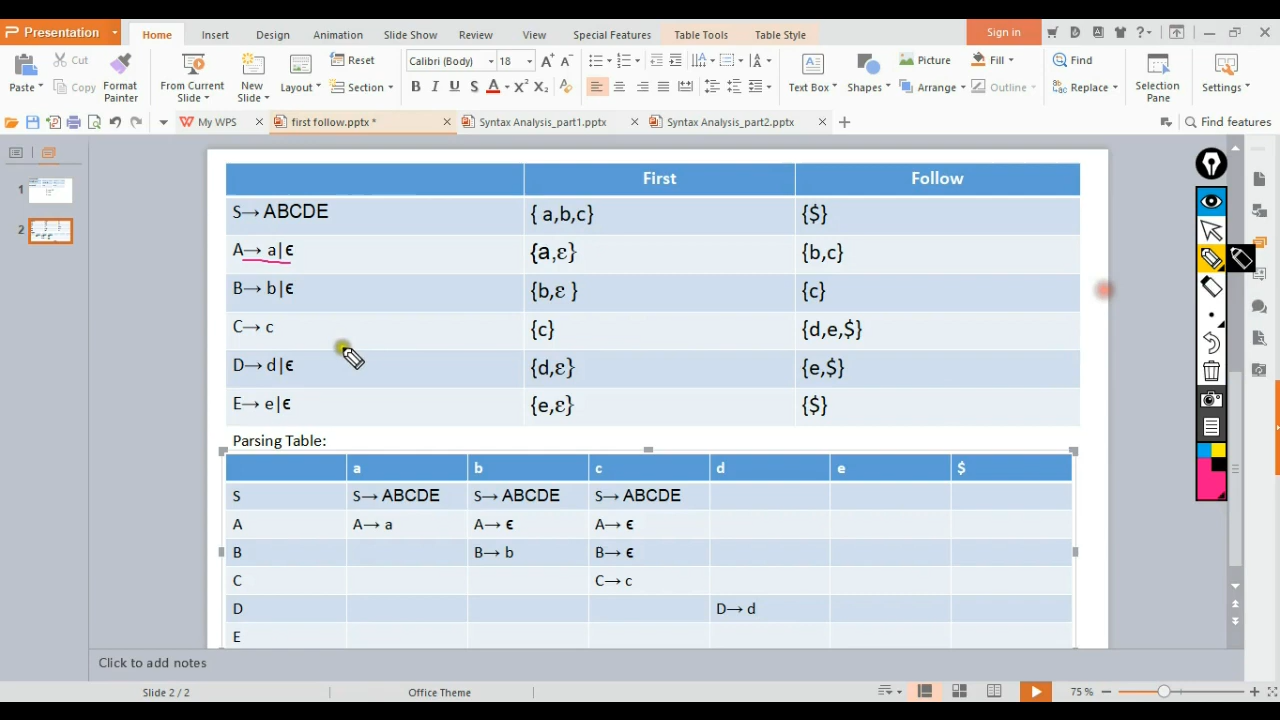 Presentation Home Insert Design Animation Slide Show Review View Special Features Table Tools Table Style Sign in
Cut Reset Calibri (Body) 18 Picture Fill Find
Paste Copy Format Painter From Current Slide New Slide Layout Section B I U S A X² X₂ Text Box Shapes Arrange Outline Replace Selection Pane Settings
My WPS first follow.pptx * Syntax Analysis_part1.pptx Syntax Analysis_part2.pptx Find features
First Follow
S→ ABCDE { a,b,c} {$}
A→ a|ϵ {a,ε} {b,c}
B→ b|ϵ {b,ε } {c}
C→ c {c} {d,e,$}
D→ d|ϵ {d,ε} {e,$}
E→ e|ϵ {e,ε} {$}
Parsing Table:
a b c d e $
S S→ ABCDE S→ ABCDE S→ ABCDE
A A→ a A→ ϵ A→ ϵ
B B→ b B→ ϵ
C C→ c
D D→ d
E
1
2
Click to add notes
Slide 2 / 2 Office Theme 75 %